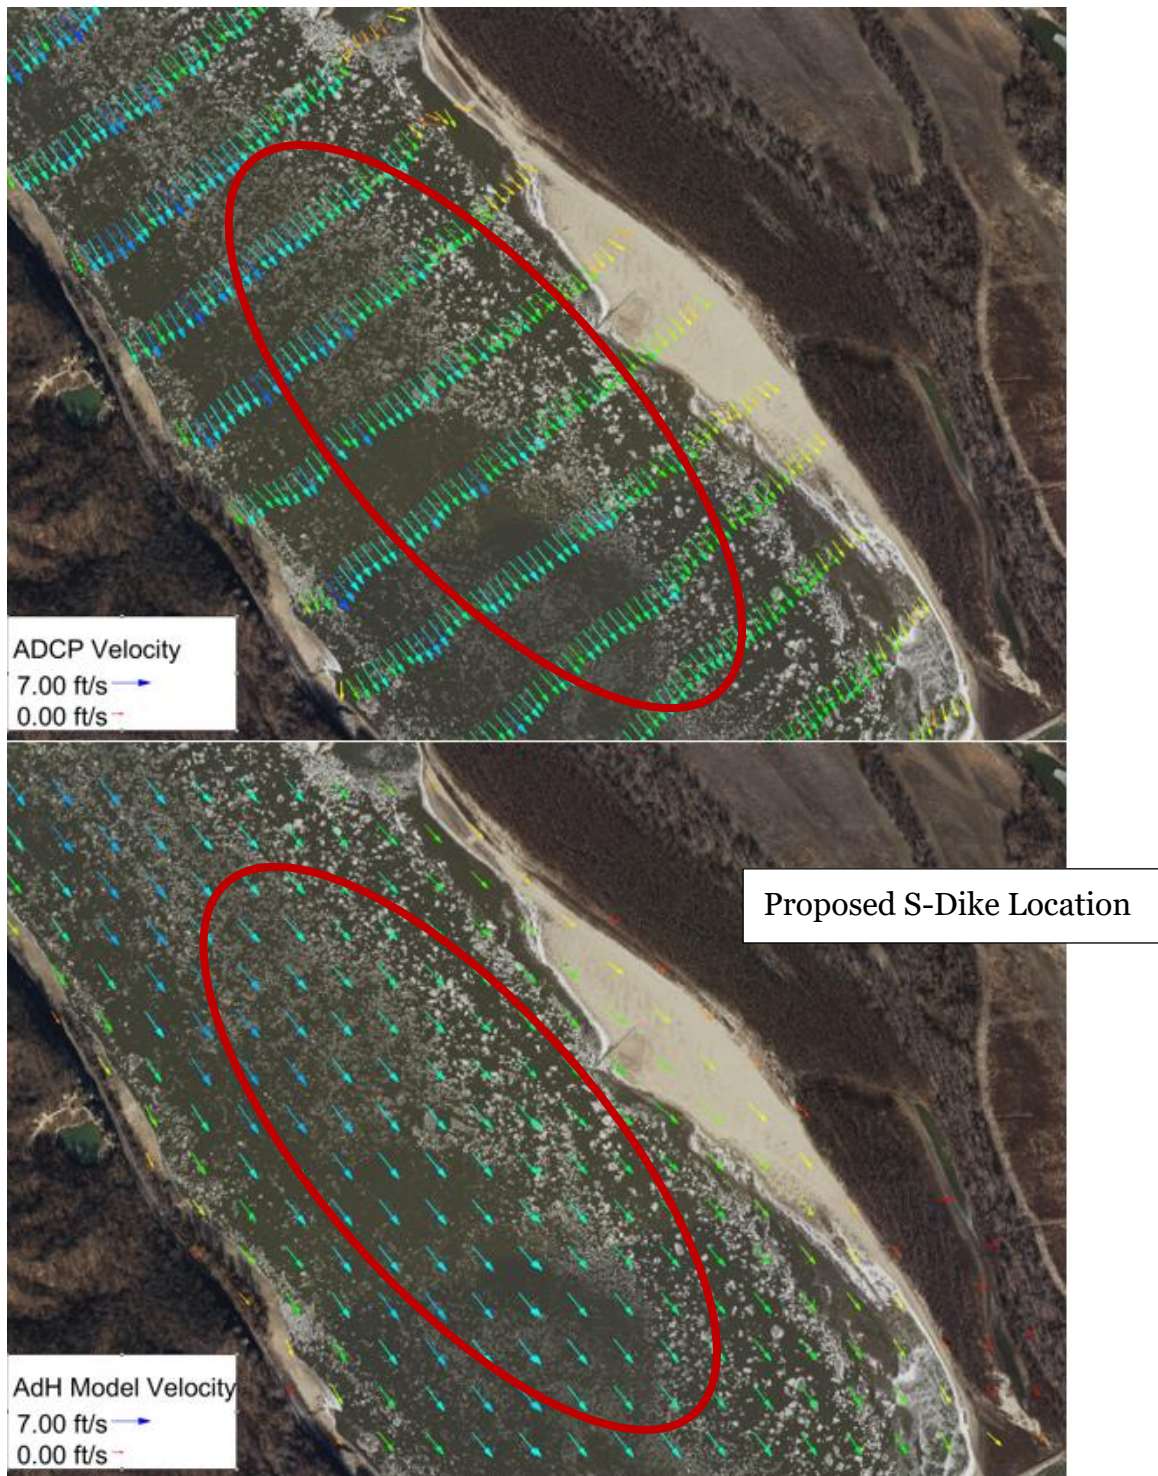 ADCP Velocity
7.00 ft/s
0.00 ft/s
Proposed S-Dike Location
AdH Model Velocity
7.00 ft/s
0.00 ft/s